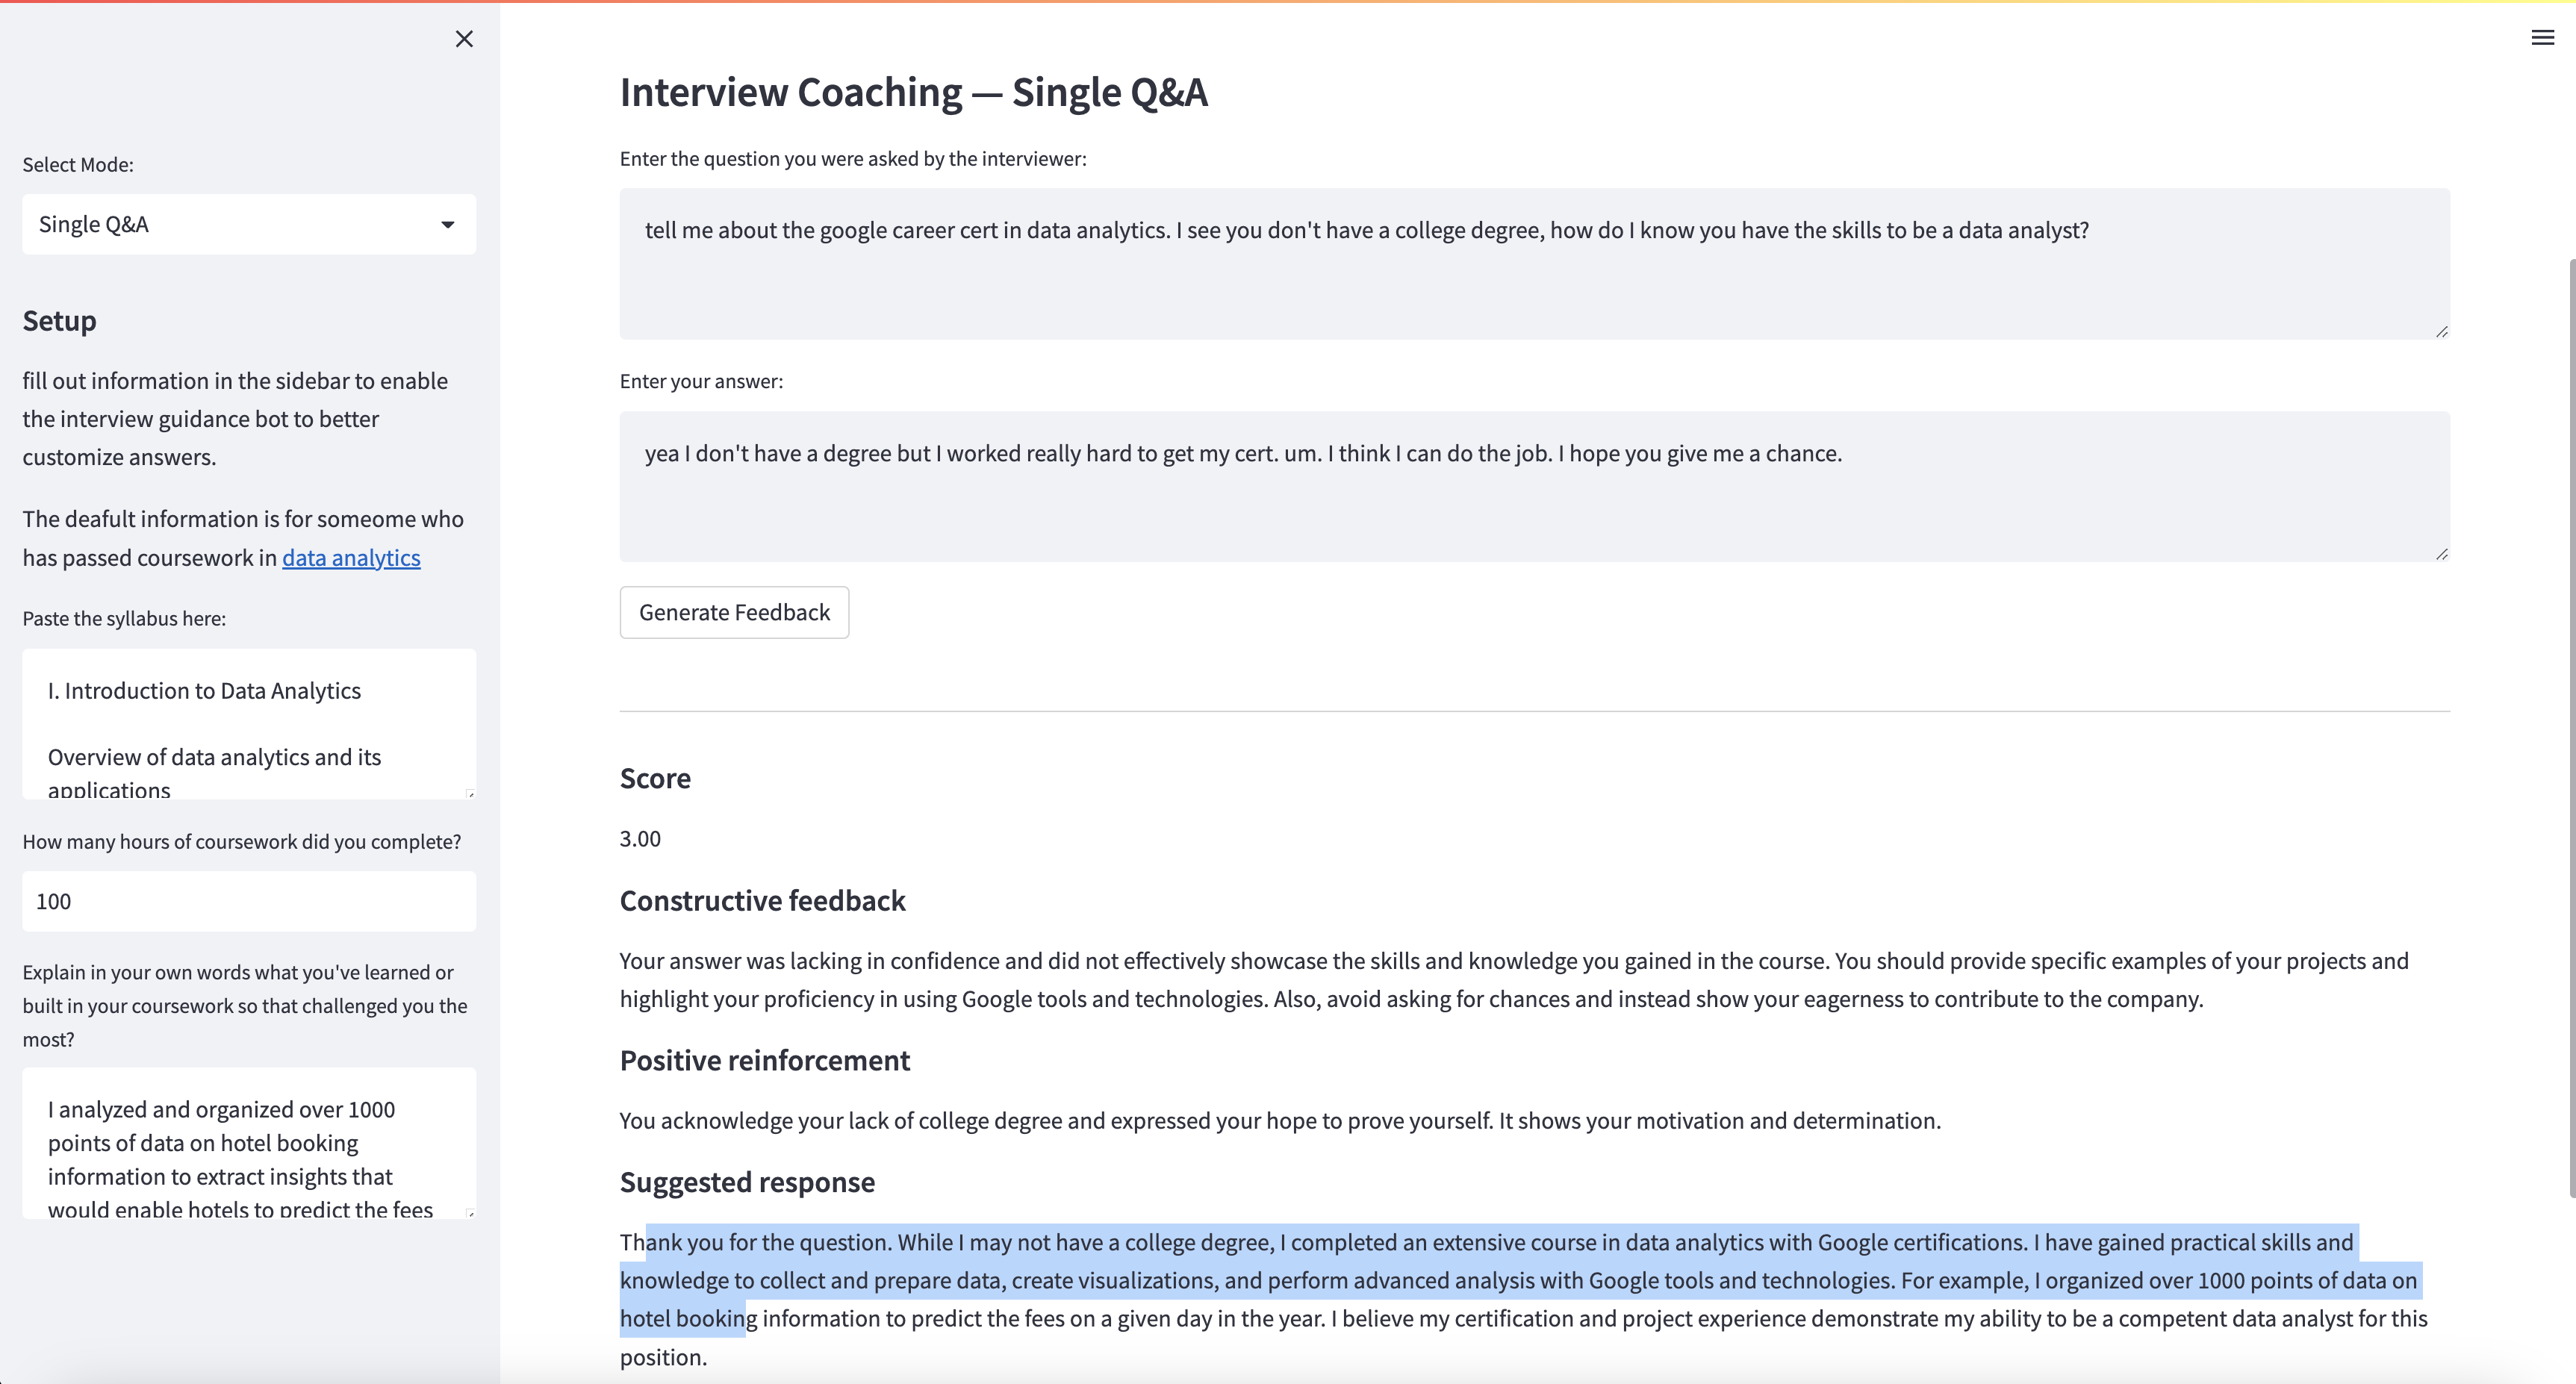 Select Mode:
Single Q&A
Setup
fill out information in the sidebar to enable
the interview guidance bot to better
customize answers.
The deafult information is for someome who
has passed coursework in data analytics
Paste the syllabus here:
I. Introduction to Data Analytics
Overview of data analytics and its
applications
How many hours of coursework did you complete?
100
Explain in your own words what you've learned or
built in your coursework so that challenged you the
most?
I analyzed and organized over 1000
points of data on hotel booking
information to extract insights that
would enable hotels to predict the fees
Interview Coaching — Single Q&A
Enter the question you were asked by the interviewer:
tell me about the google career cert in data analytics. I see you don't have a college degree, how do I know you have the skills to be a data analyst?
Enter your answer:
yea I don't have a degree but I worked really hard to get my cert. um. I think I can do the job. I hope you give me a chance.
Generate Feedback
Score
3.00
Constructive feedback
Your answer was lacking in confidence and did not effectively showcase the skills and knowledge you gained in the course. You should provide specific examples of your projects and
highlight your proficiency in using Google tools and technologies. Also, avoid asking for chances and instead show your eagerness to contribute to the company.
Positive reinforcement
You acknowledge your lack of college degree and expressed your hope to prove yourself. It shows your motivation and determination.
Suggested response
Thank you for the question. While I may not have a college degree, I completed an extensive course in data analytics with Google certifications. I have gained practical skills and
knowledge to collect and prepare data, create visualizations, and perform advanced analysis with Google tools and technologies. For example, I organized over 1000 points of data on
hotel booking information to predict the fees on a given day in the year. I believe my certification and project experience demonstrate my ability to be a competent data analyst for this
position.